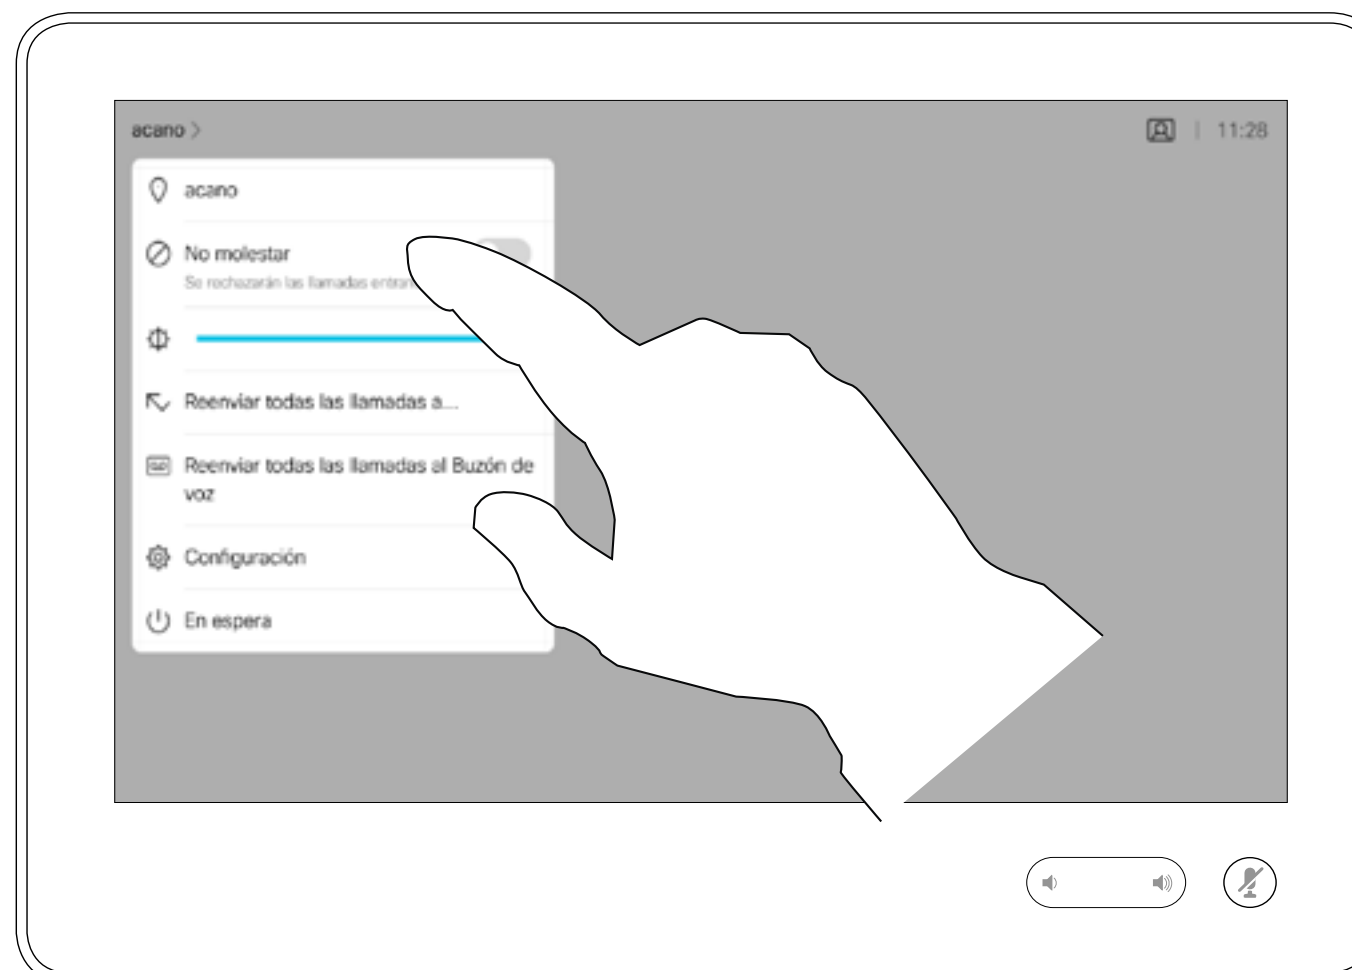 acano
11:28
acano
No molestar
Se rechazarán las llamadas
Reenviar todas las llamadas a...
Reenviar todas las llamadas al Buzón de
voz
Configuración
En espera